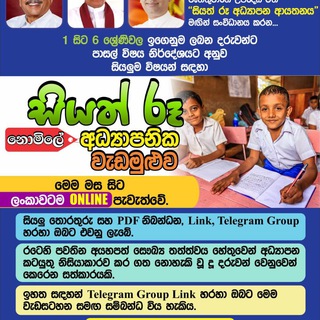 "සියත් රූ අධ්‍යාපන ආයතනය"
මඟින් සංවිධානය කරන...
1 සිට 6 ශ්‍රේණිවල ඉගෙනුම ලබන දරුවන්ට
පාසල් විෂය නිර්දේශයට අනුව
සියලුම විෂයන් සඳහා
සියත් රූ
නොමිලේ
අධ්‍යාපනික
වැඩමුළුව
මෙම මස සිට
ලංකාවටම ONLINE පැවැත්වේ.
සියලු තොරතුරු සහ PDF නිබන්ධන, Link, Telegram Group
හරහා ඔබට එවනු ලැබේ.
රටෙහි පවතින අයහපත් සෞඛ්‍ය තත්ත්වය හේතුවෙන් අධ්‍යාපන
කටයුතු නිසියාකාරව කර ගත නොහැකි වූ දූ දරුවන් වෙනුවෙන්
කෙරෙන සත්කාරයකි.
ඉහත සඳහන් Telegram Group Link හරහා ඔබට මෙම
වැඩසටහන සමඟ සම්බන්ධ විය හැකිය.